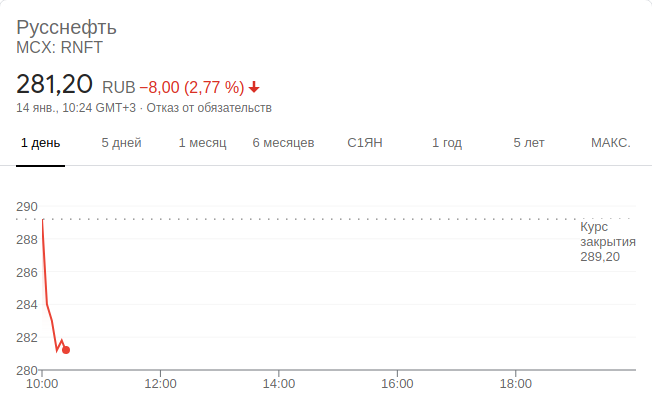 Русснефть
MCX: RNFT
281,20 RUB −8,00 (2,77 %)
14 янв., 10:24 GMT+3 · Отказ от обязательств
1 день 5 дней 1 месяц 6 месяцев С1ЯН 1 год 5 лет МАКС.
290
288
286
284
282
280
Курс
закрытия
289,20
10:00 12:00 14:00 16:00 18:00